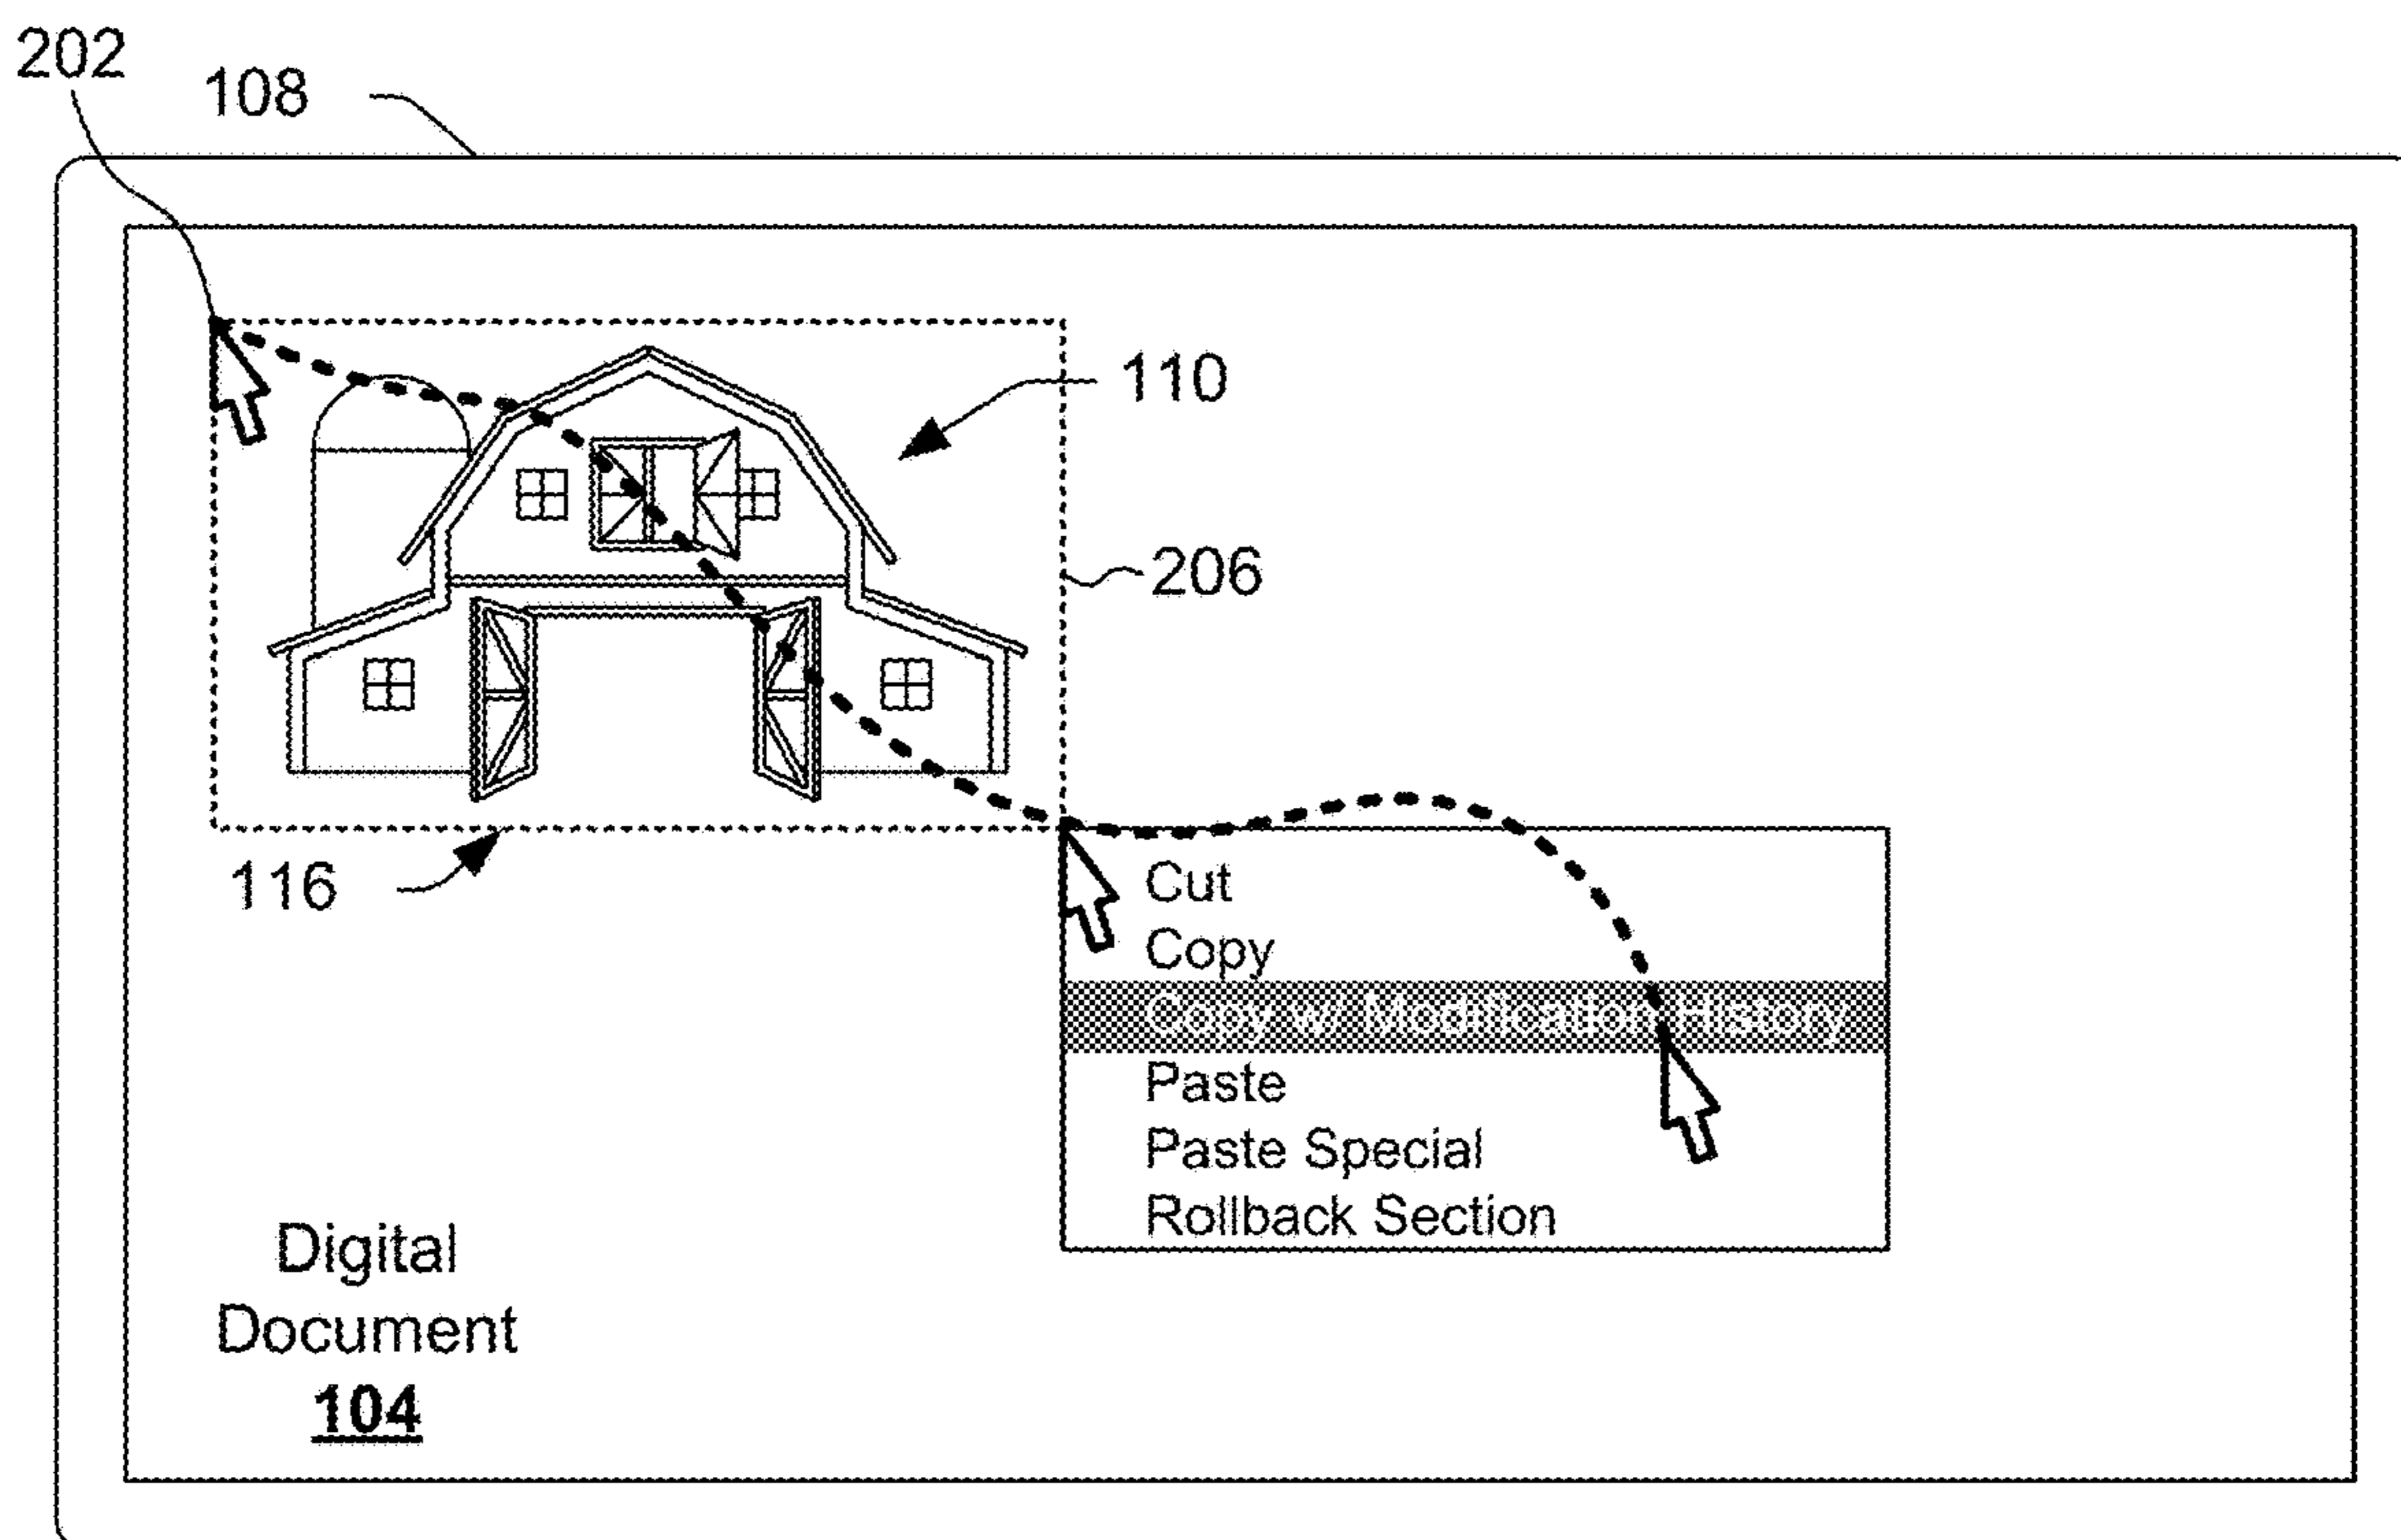 202
108
110
206
116
Cut
Copy
Copy w/ Modification History
Paste
Paste Special
Rollback Section
Digital
Document
104